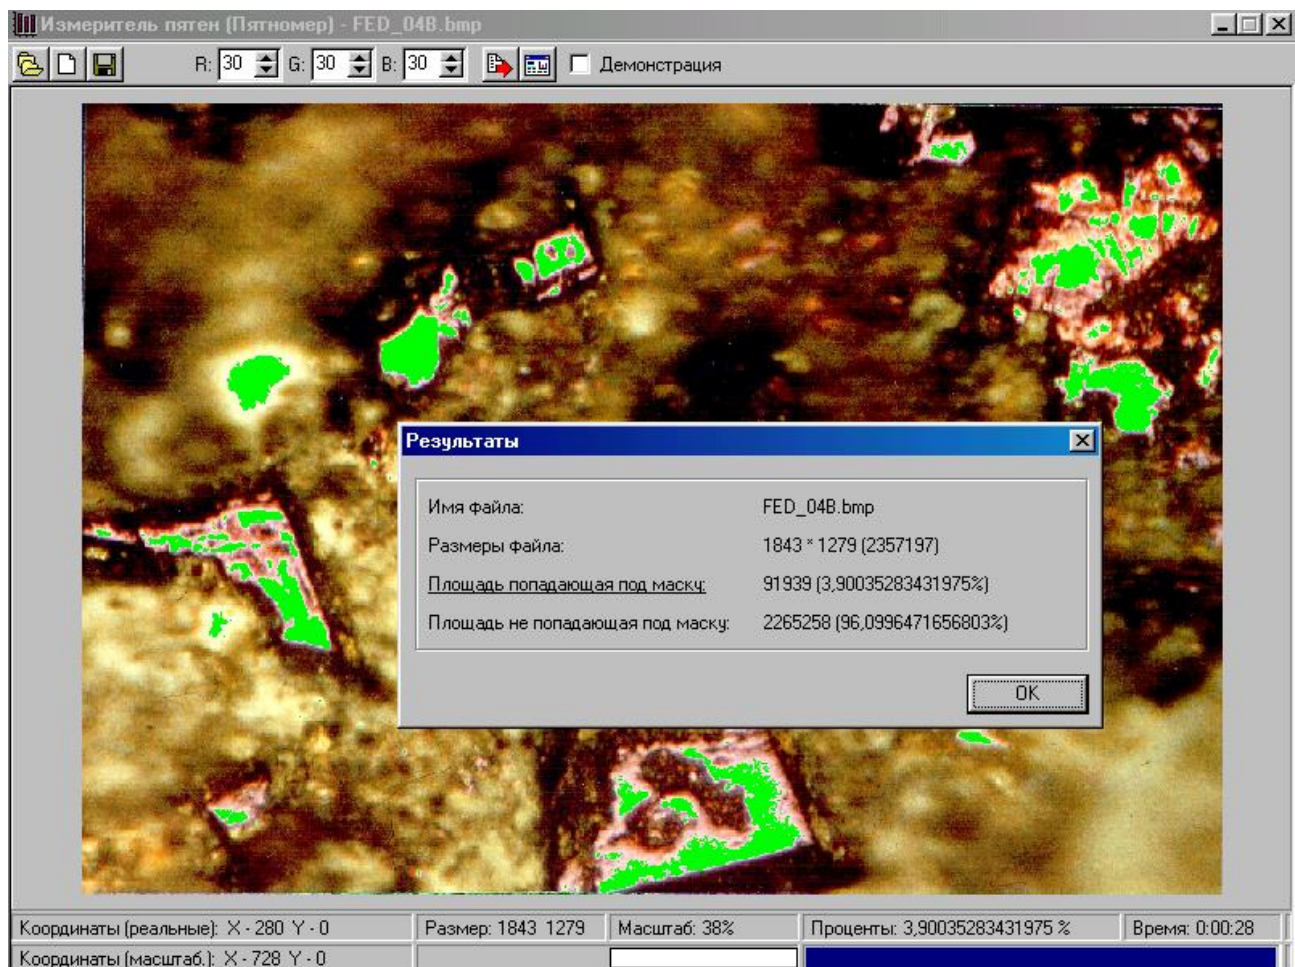 Измеритель пятен (Пятномер) - FED_04B.bmp
R: 30 G: 30 B: 30 Демонстрация
Результаты
Имя файла: FED_04B.bmp
Размеры файла: 1843 * 1279 (2357197)
Площадь попадающая под маску: 91939 (3,90035283431975%)
Площадь не попадающая под маску: 2265258 (96,0996471656803%)
OK
Координаты (реальные): X - 280 Y - 0 Размер: 1843 1279 Масштаб: 38% Проценты: 3,90035283431975 % Время: 0:00:28
Координаты (масштаб.): X - 728 Y - 0